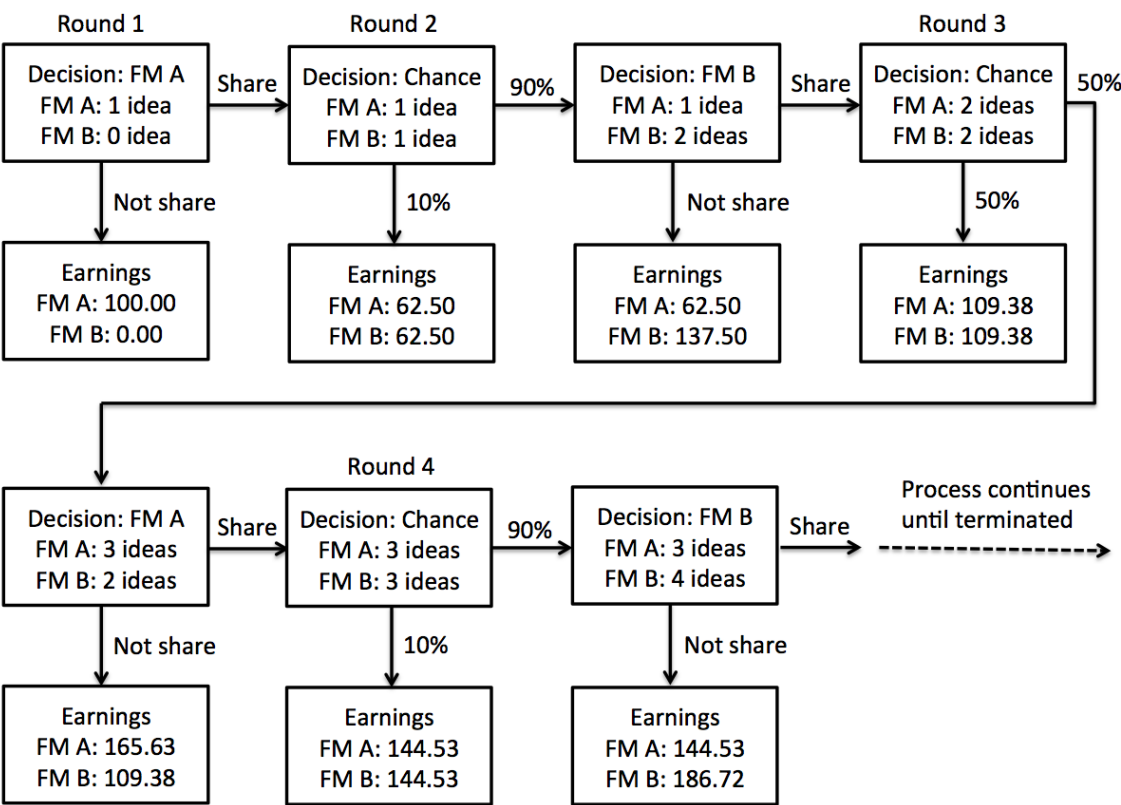 Round 1
Round 2
Round 3
Decision: FM A
FM A: 1 idea
FM B: 0 idea
Share
Decision: Chance
FM A: 1 idea
FM B: 1 idea
90%
Decision: FM B
FM A: 1 idea
FM B: 2 ideas
Share
Decision: Chance
FM A: 2 ideas
FM B: 2 ideas
50%
Not share
10%
Not share
50%
Earnings
FM A: 100.00
FM B: 0.00
Earnings
FM A: 62.50
FM B: 62.50
Earnings
FM A: 62.50
FM B: 137.50
Earnings
FM A: 109.38
FM B: 109.38
Round 4
Decision: FM A
FM A: 3 ideas
FM B: 2 ideas
Share
Decision: Chance
FM A: 3 ideas
FM B: 3 ideas
90%
Decision: FM B
FM A: 3 ideas
FM B: 4 ideas
Share
Process continues
until terminated
Not share
10%
Not share
Earnings
FM A: 165.63
FM B: 109.38
Earnings
FM A: 144.53
FM B: 144.53
Earnings
FM A: 144.53
FM B: 186.72